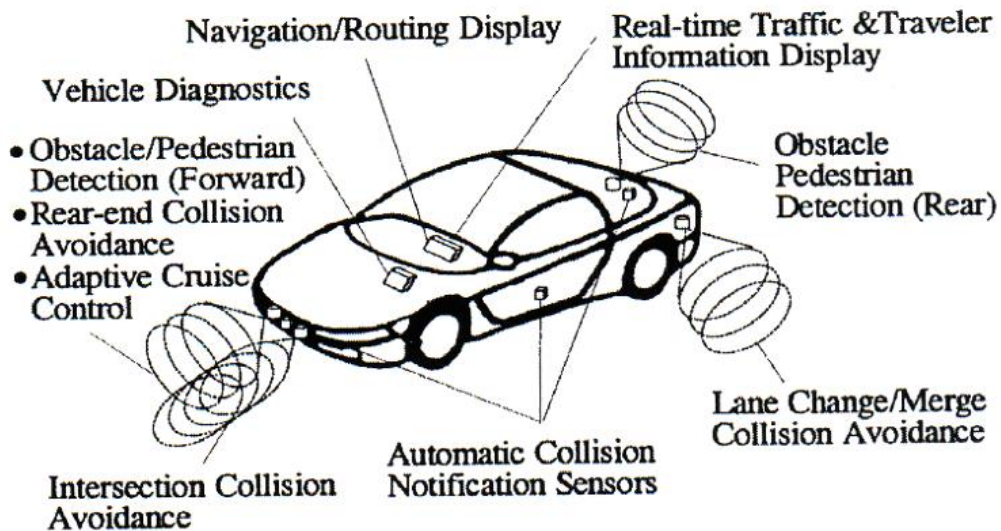 Navigation/Routing Display
Real-time Traffic &Traveler
Information Display
Vehicle Diagnostics
• Obstacle/Pedestrian
Detection (Forward)
• Rear-end Collision
Avoidance
• Adaptive Cruise
Control
Obstacle
Pedestrian
Detection (Rear)
Lane Change/Merge
Collision Avoidance
Automatic Collision
Notification Sensors
Intersection Collision
Avoidance